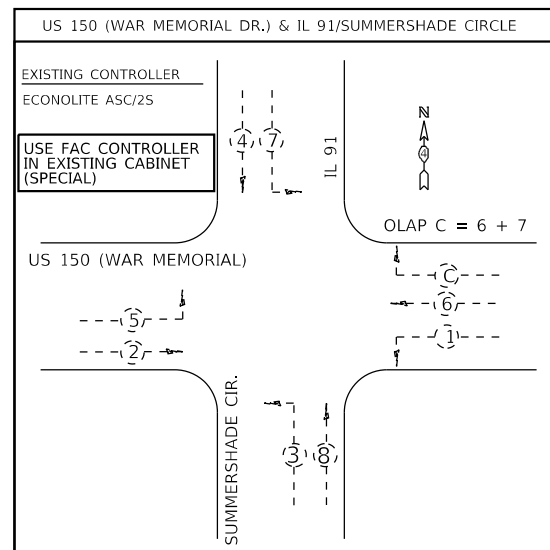 US 150 (WAR MEMORIAL DR.) & IL 91/SUMMERSHADE CIRCLE
EXISTING CONTROLLER
ECONOLITE ASC/2S
USE FAC CONTROLLER
IN EXISTING CABINET
(SPECIAL)
4
7
IL 91
N
4
OLAP C = 6 + 7
US 150 (WAR MEMORIAL)
C
6
1
5
2
SUMMERSHADE CIR.
3
8